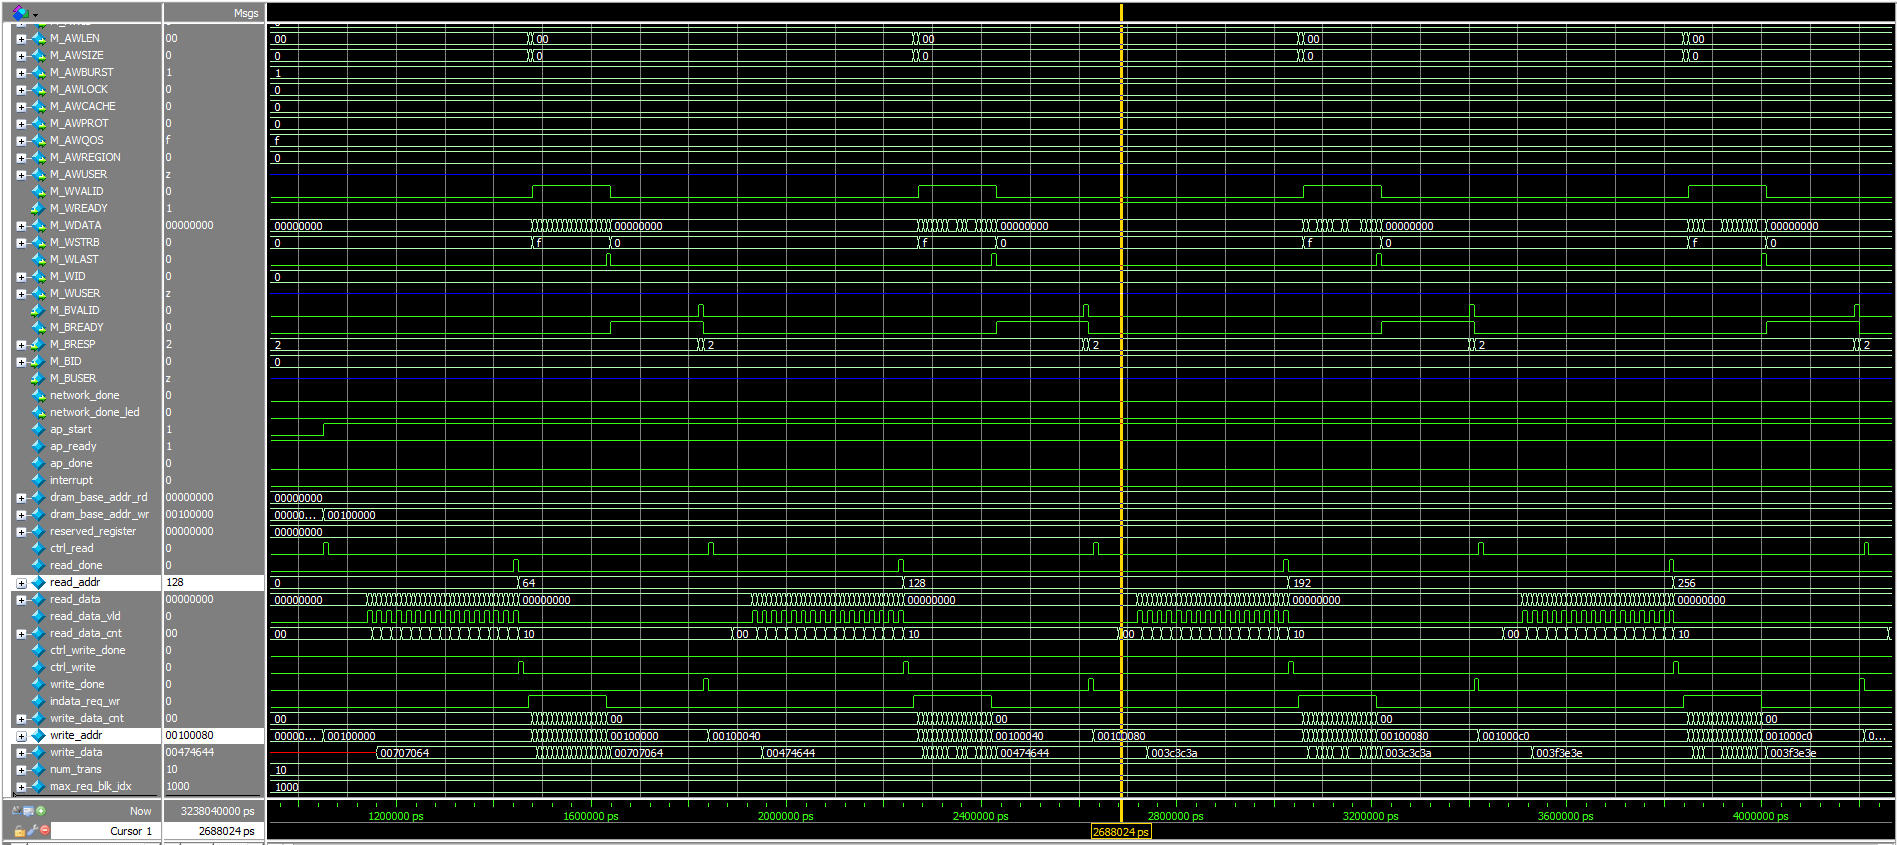 Msgs
M_AWLEN 00 00 00 00 00 00
M_AWSIZE 0 0 0 0 0 0
M_AWBURST 1 1
M_AWLOCK 0 0
M_AWCACHE 0 0
M_AWPROT 0 0
M_AWQOS f f
M_AWREGION 0 0
M_AWUSER z
M_WVALID 0
M_WREADY 1
M_WDATA 00000000 00000000 00000000 00000000 00000000 00000000
M_WSTRB 0 0 f 0 f 0 f 0 f 0
M_WLAST 0
M_WID 0 0
M_WUSER z
M_BVALID 0
M_BREADY 0
M_BRESP 2 2 2 2 2 2
M_BID 0 0
M_BUSER z
network_done 0
network_done_led 0
ap_start 1
ap_ready 1
ap_done 0
interrupt 0
dram_base_addr_rd 00000000 00000000
dram_base_addr_wr 00100000 00000... 00100000
reserved_register 00000000 00000000
ctrl_read 0
read_done 0
read_addr 128 0 64 128 192 256
read_data 00000000 00000000 00000000 00000000 00000000 00000000
read_data_vld 0
read_data_cnt 00 00 10 00 10 00 10 00 10
ctrl_write_done 0
ctrl_write 0
write_done 0
indata_req_wr 0
write_data_cnt 00 00 00 00 00 00
write_addr 00100080 00000... 00100000 00100000 00100040 00100040 00100080 00100080 001000c0 001000c0 0...
write_data 00474644 00707064 00707064 00474644 00474644 003c3c3a 003c3c3a 003f3e3e 003f3e3e
num_trans 10 10
max_req_blk_idx 1000 1000
Now 3238040000 ps 1200000 ps 1600000 ps 2000000 ps 2400000 ps 2800000 ps 3200000 ps 3600000 ps 4000000 ps
Cursor 1 2688024 ps 2688024 ps